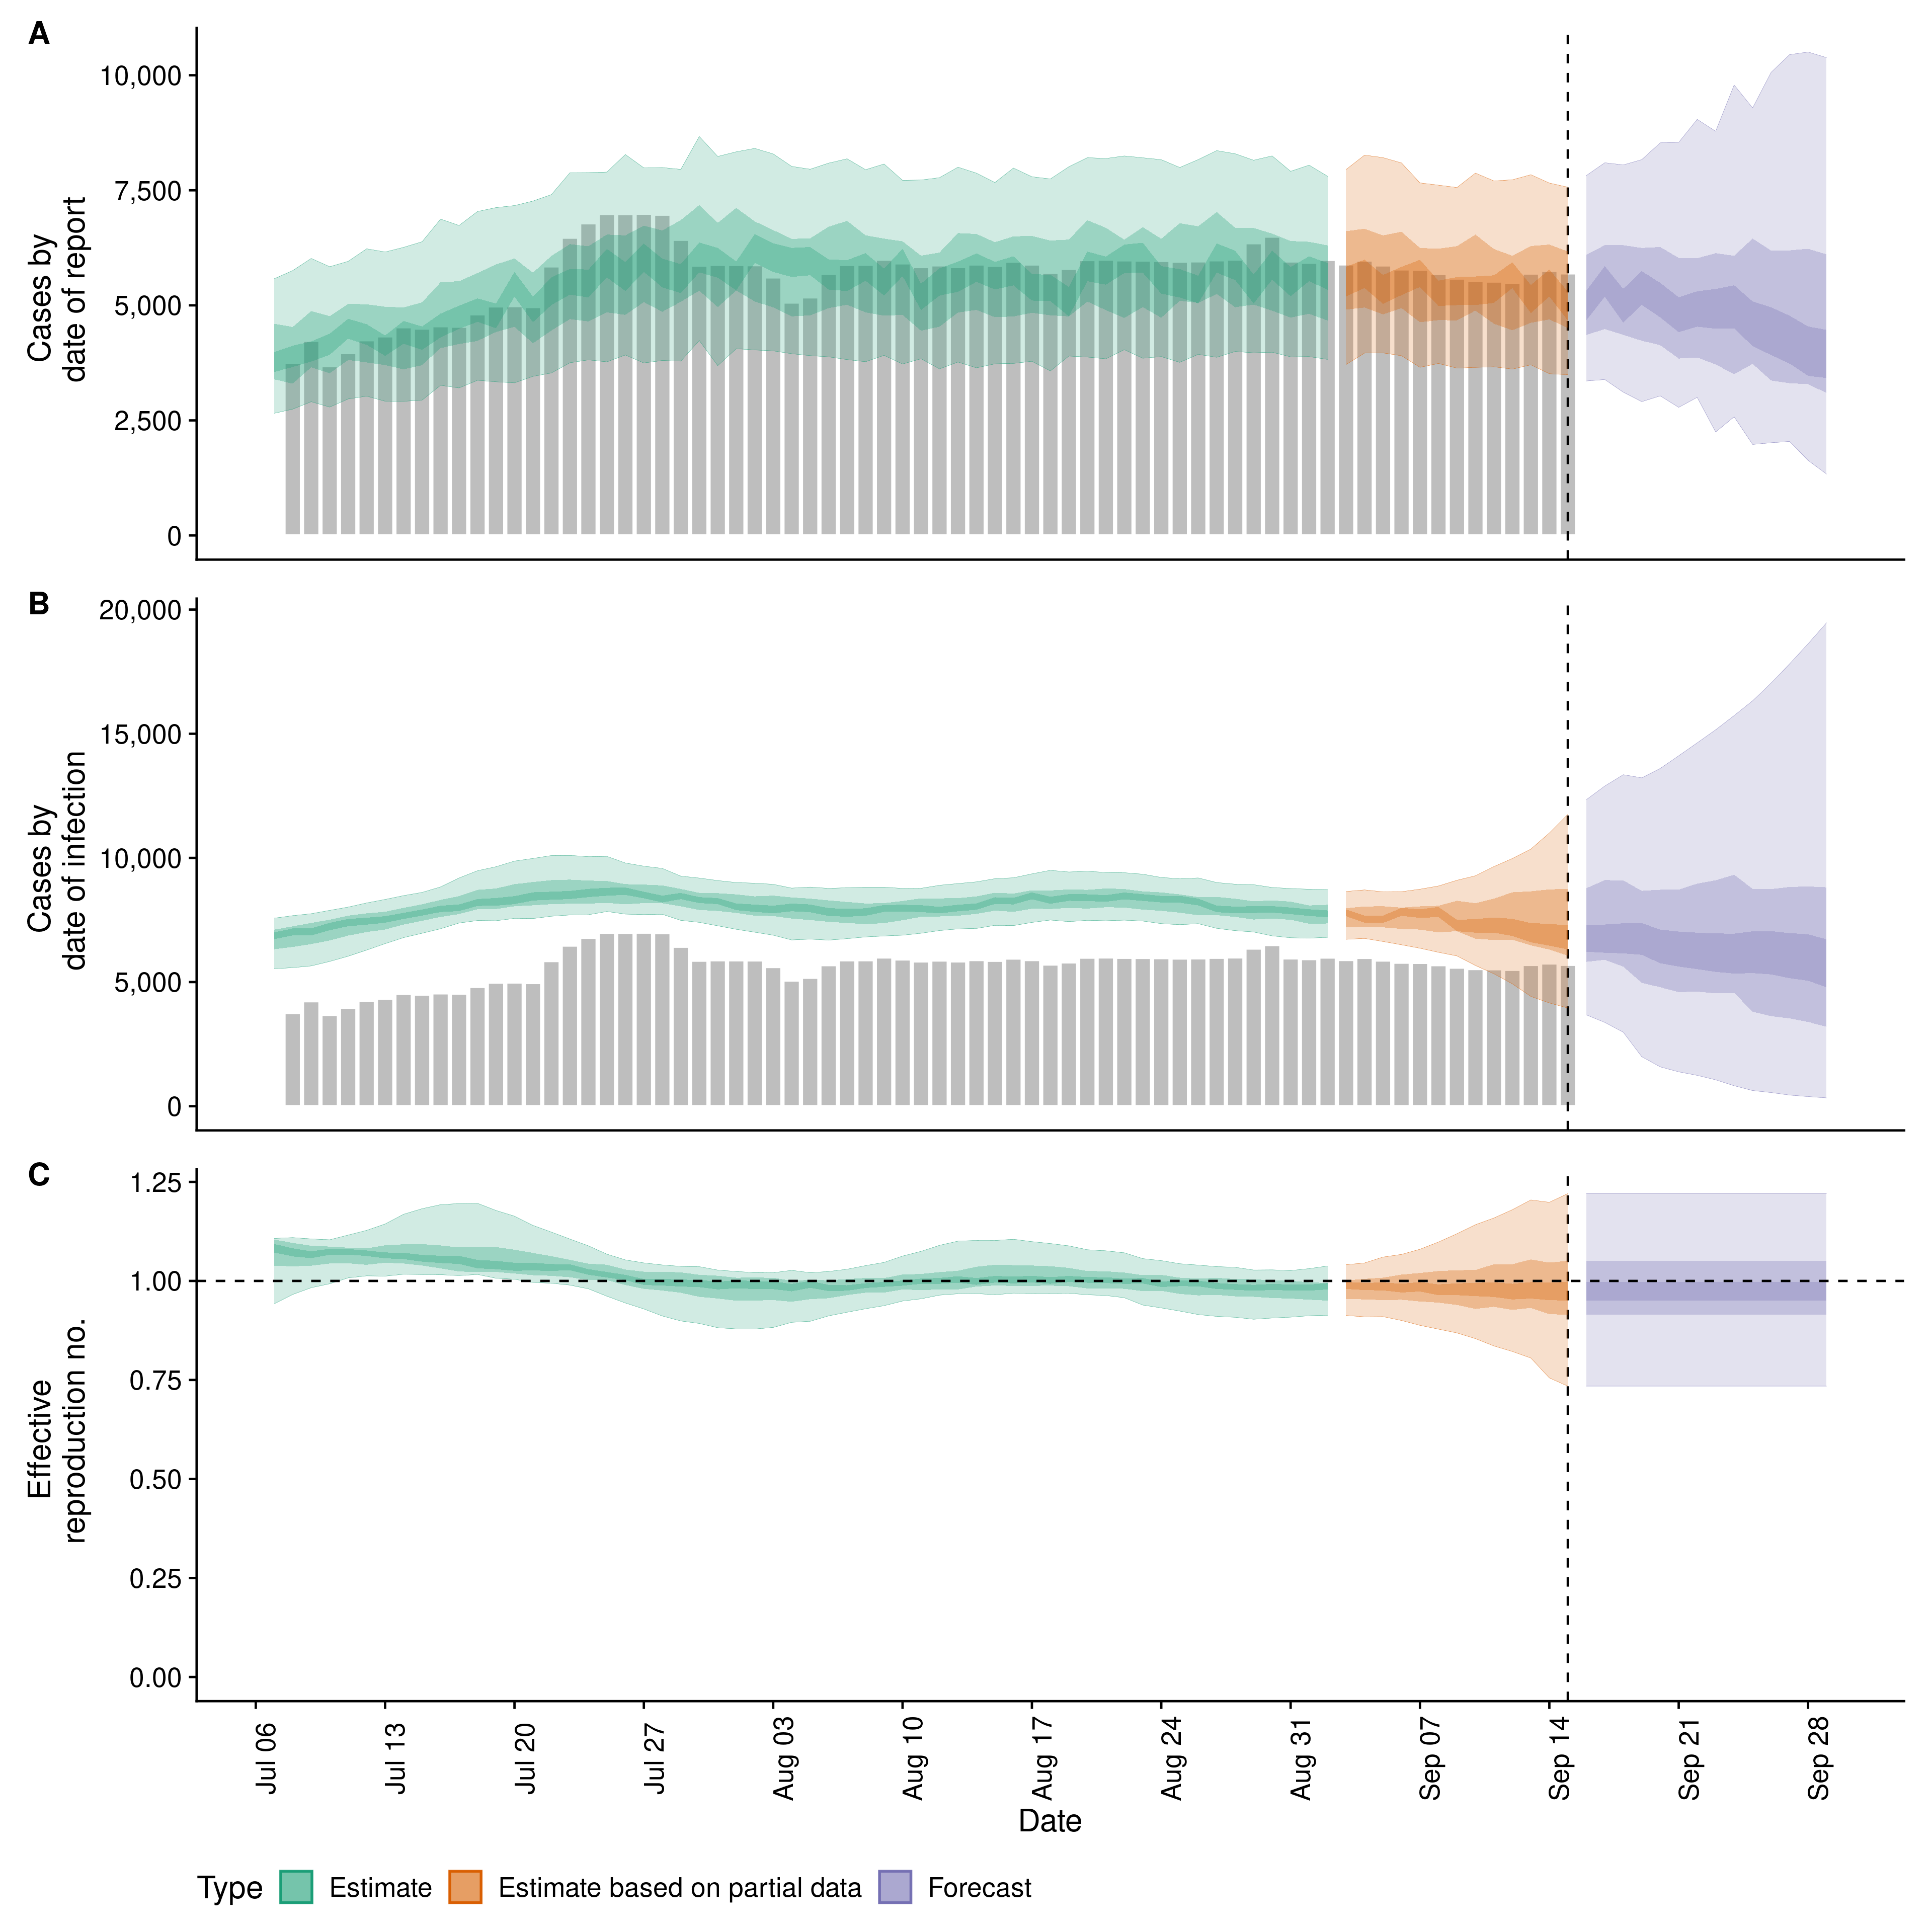 A
Cases by
date of report
10,000
7,500
5,000
2,500
0
B
Cases by
date of infection
20,000
15,000
10,000
5,000
0
C
Effective
reproduction no.
1.25
1.00
0.75
0.50
0.25
0.00
Jul 06
Jul 13
Jul 20
Jul 27
Aug 03
Aug 10
Aug 17
Aug 24
Aug 31
Sep 07
Sep 14
Sep 21
Sep 28
Date
Type Estimate Estimate based on partial data Forecast